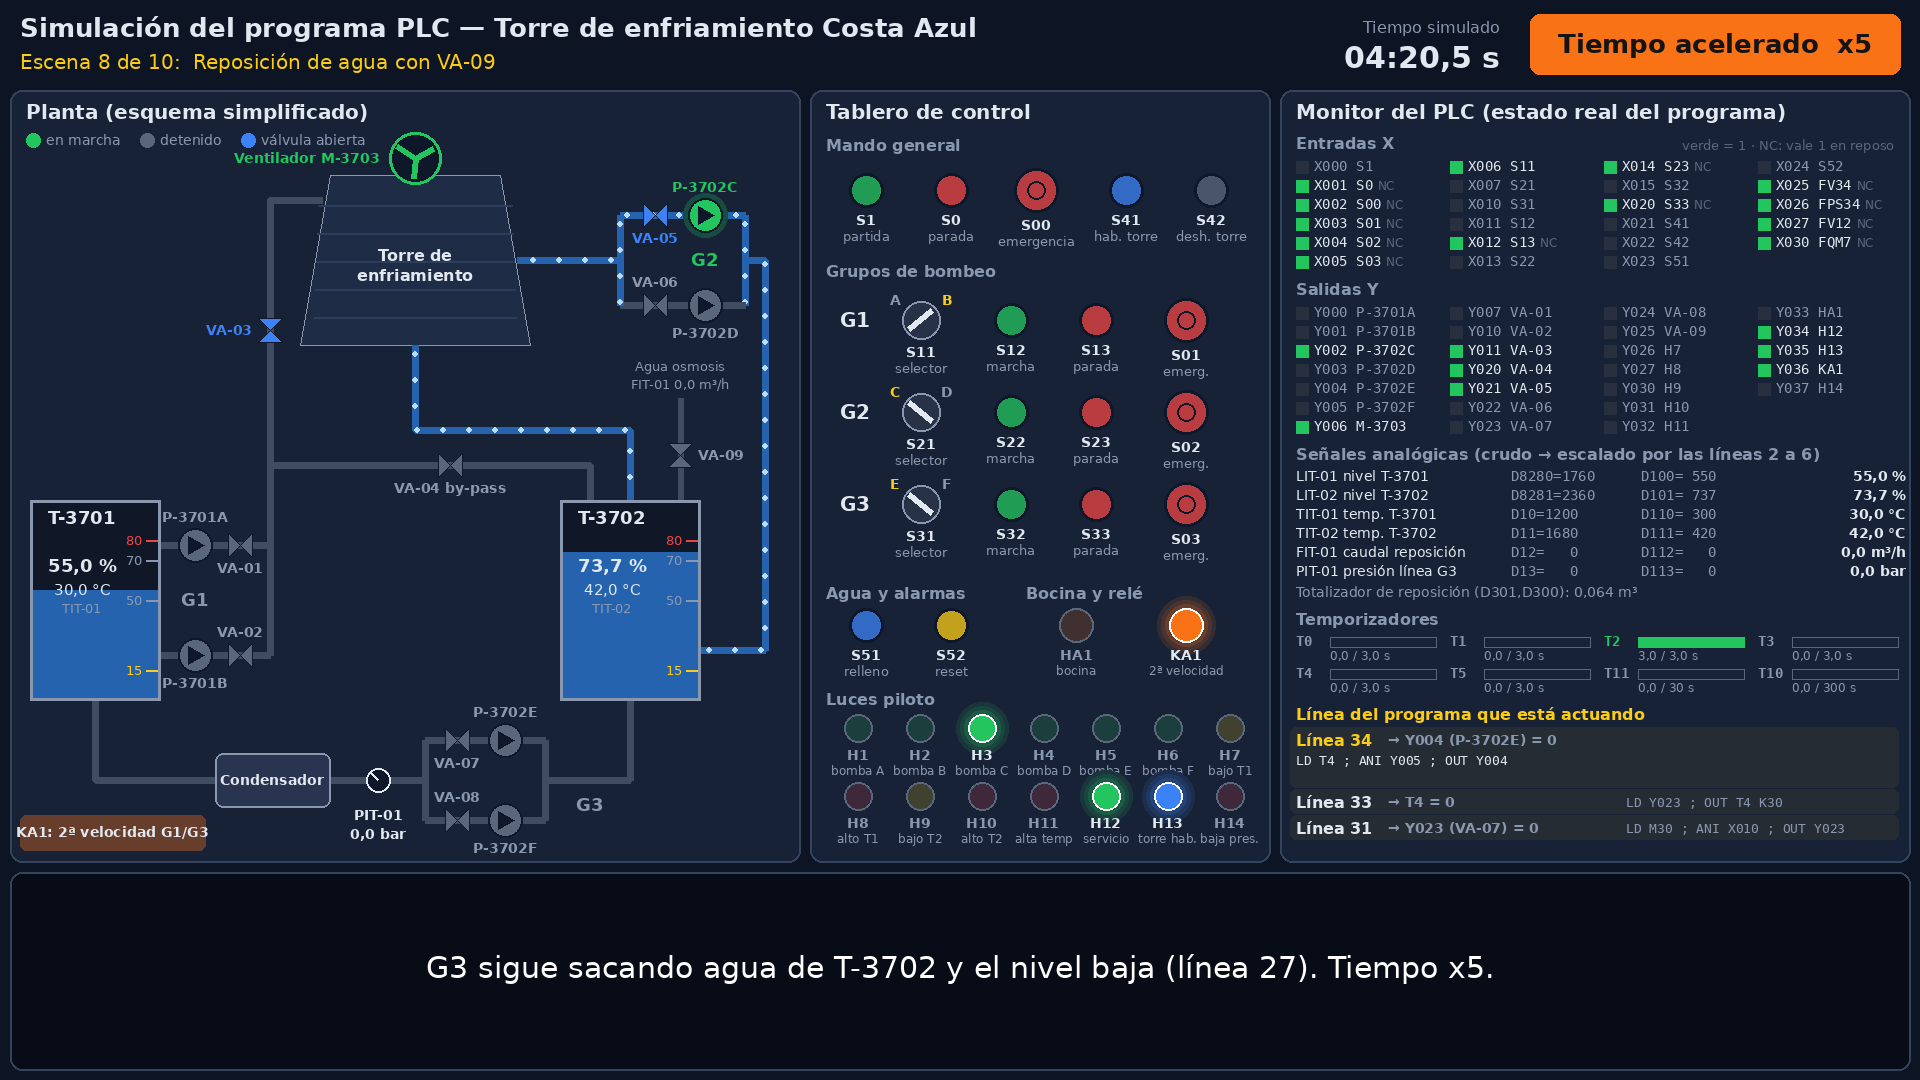 Simulación del programa PLC — Torre de enfriamiento Costa Azul
Escena 8 de 10:  Reposición de agua con VA-09
Tiempo simulado
04:20,5 s
Tiempo acelerado  x5
Planta (esquema simplificado)
en marcha
detenido
válvula abierta
Ventilador M-3703
P-3702C
VA-05
G2
VA-06
P-3702D
Torre de
enfriamiento
VA-03
Agua osmosis
FIT-01 0,0 m³/h
VA-09
VA-04 by-pass
T-3701
P-3701A
80
70
55,0 %
30,0 °C
TIT-01
50
15
VA-01
G1
VA-02
P-3701B
T-3702
80
70
73,7 %
42,0 °C
TIT-02
50
15
P-3702E
VA-07
Condensador
VA-08
PIT-01
0,0 bar
G3
P-3702F
KA1: 2ª velocidad G1/G3
Tablero de control
Mando general
S1
partida
S0
parada
S00
emergencia
S41
hab. torre
S42
desh. torre
Grupos de bombeo
G1
A
B
S11
selector
S12
marcha
S13
parada
S01
emerg.
G2
C
D
S21
selector
S22
marcha
S23
parada
S02
emerg.
G3
E
F
S31
selector
S32
marcha
S33
parada
S03
emerg.
Agua y alarmas
Bocina y relé
S51
relleno
S52
reset
HA1
bocina
KA1
2ª velocidad
Luces piloto
H1
bomba A
H2
bomba B
H3
bomba C
H4
bomba D
H5
bomba E
H6
bomba F
H7
bajo T1
H8
alto T1
H9
bajo T2
H10
alto T2
H11
alta temp
H12
servicio
H13
torre hab.
H14
baja pres.
Monitor del PLC (estado real del programa)
Entradas X
verde = 1 · NC: vale 1 en reposo
X000 S1
X006 S11
X014 S23 NC
X024 S52
X001 S0 NC
X007 S21
X015 S32
X025 FV34 NC
X002 S00 NC
X010 S31
X020 S33 NC
X026 FPS34 NC
X003 S01 NC
X011 S12
X021 S41
X027 FV12 NC
X004 S02 NC
X012 S13 NC
X022 S42
X030 FQM7 NC
X005 S03 NC
X013 S22
X023 S51
Salidas Y
Y000 P-3701A
Y007 VA-01
Y024 VA-08
Y033 HA1
Y001 P-3701B
Y010 VA-02
Y025 VA-09
Y034 H12
Y002 P-3702C
Y011 VA-03
Y026 H7
Y035 H13
Y003 P-3702D
Y020 VA-04
Y027 H8
Y036 KA1
Y004 P-3702E
Y021 VA-05
Y030 H9
Y037 H14
Y005 P-3702F
Y022 VA-06
Y031 H10
Y006 M-3703
Y023 VA-07
Y032 H11
Señales analógicas (crudo → escalado por las líneas 2 a 6)
LIT-01 nivel T-3701 D8280=1760 D100= 550 55,0 %
LIT-02 nivel T-3702 D8281=2360 D101= 737 73,7 %
TIT-01 temp. T-3701 D10=1200 D110= 300 30,0 °C
TIT-02 temp. T-3702 D11=1680 D111= 420 42,0 °C
FIT-01 caudal reposición D12=   0 D112=   0 0,0 m³/h
PIT-01 presión línea G3 D13=   0 D113=   0 0,0 bar
Totalizador de reposición (D301,D300): 0,064 m³
Temporizadores
T0
0,0 / 3,0 s
T1
0,0 / 3,0 s
T2
3,0 / 3,0 s
T3
0,0 / 3,0 s
T4
0,0 / 3,0 s
T5
0,0 / 3,0 s
T11
0,0 / 30 s
T10
0,0 / 300 s
Línea del programa que está actuando
Línea 34 → Y004 (P-3702E) = 0
LD T4 ; ANI Y005 ; OUT Y004
Línea 33 → T4 = 0 LD Y023 ; OUT T4 K30
Línea 31 → Y023 (VA-07) = 0 LD M30 ; ANI X010 ; OUT Y023
G3 sigue sacando agua de T-3702 y el nivel baja (línea 27). Tiempo x5.